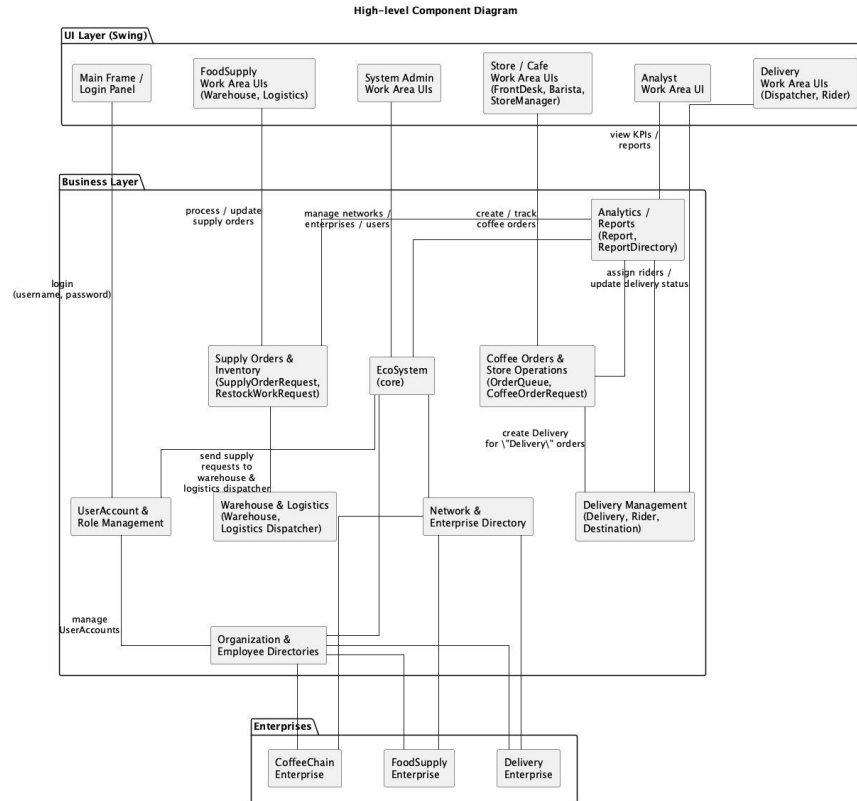 High-level Component Diagram
UI Layer (Swing)
Main Frame /
Login Panel
FoodSupply
Work Area UIs
(Warehouse, Logistics)
System Admin
Work Area UIs
Store / Cafe
Work Area UIs
(FrontDesk, Barista,
StoreManager)
Analyst
Work Area UI
Delivery
Work Area UIs
(Dispatcher, Rider)
view KPIs /
reports
Business Layer
process / update
supply orders
manage networks /
enterprises / users
create / track
coffee orders
Analytics /
Reports
(Report,
ReportDirectory)
login
(username, password)
assign riders /
update delivery status
Supply Orders &
Inventory
(SupplyOrderRequest,
RestockWorkRequest)
EcoSystem
(core)
Coffee Orders &
Store Operations
(OrderQueue,
CoffeeOrderRequest)
send supply
requests to
warehouse &
logistics dispatcher
create Delivery
for \"Delivery\" orders
UserAccount &
Role Management
Warehouse & Logistics
(Warehouse,
Logistics Dispatcher)
Network &
Enterprise Directory
Delivery Management
(Delivery, Rider,
Destination)
manage
UserAccounts
Organization &
Employee Directories
Enterprises
CoffeeChain
Enterprise
FoodSupply
Enterprise
Delivery
Enterprise